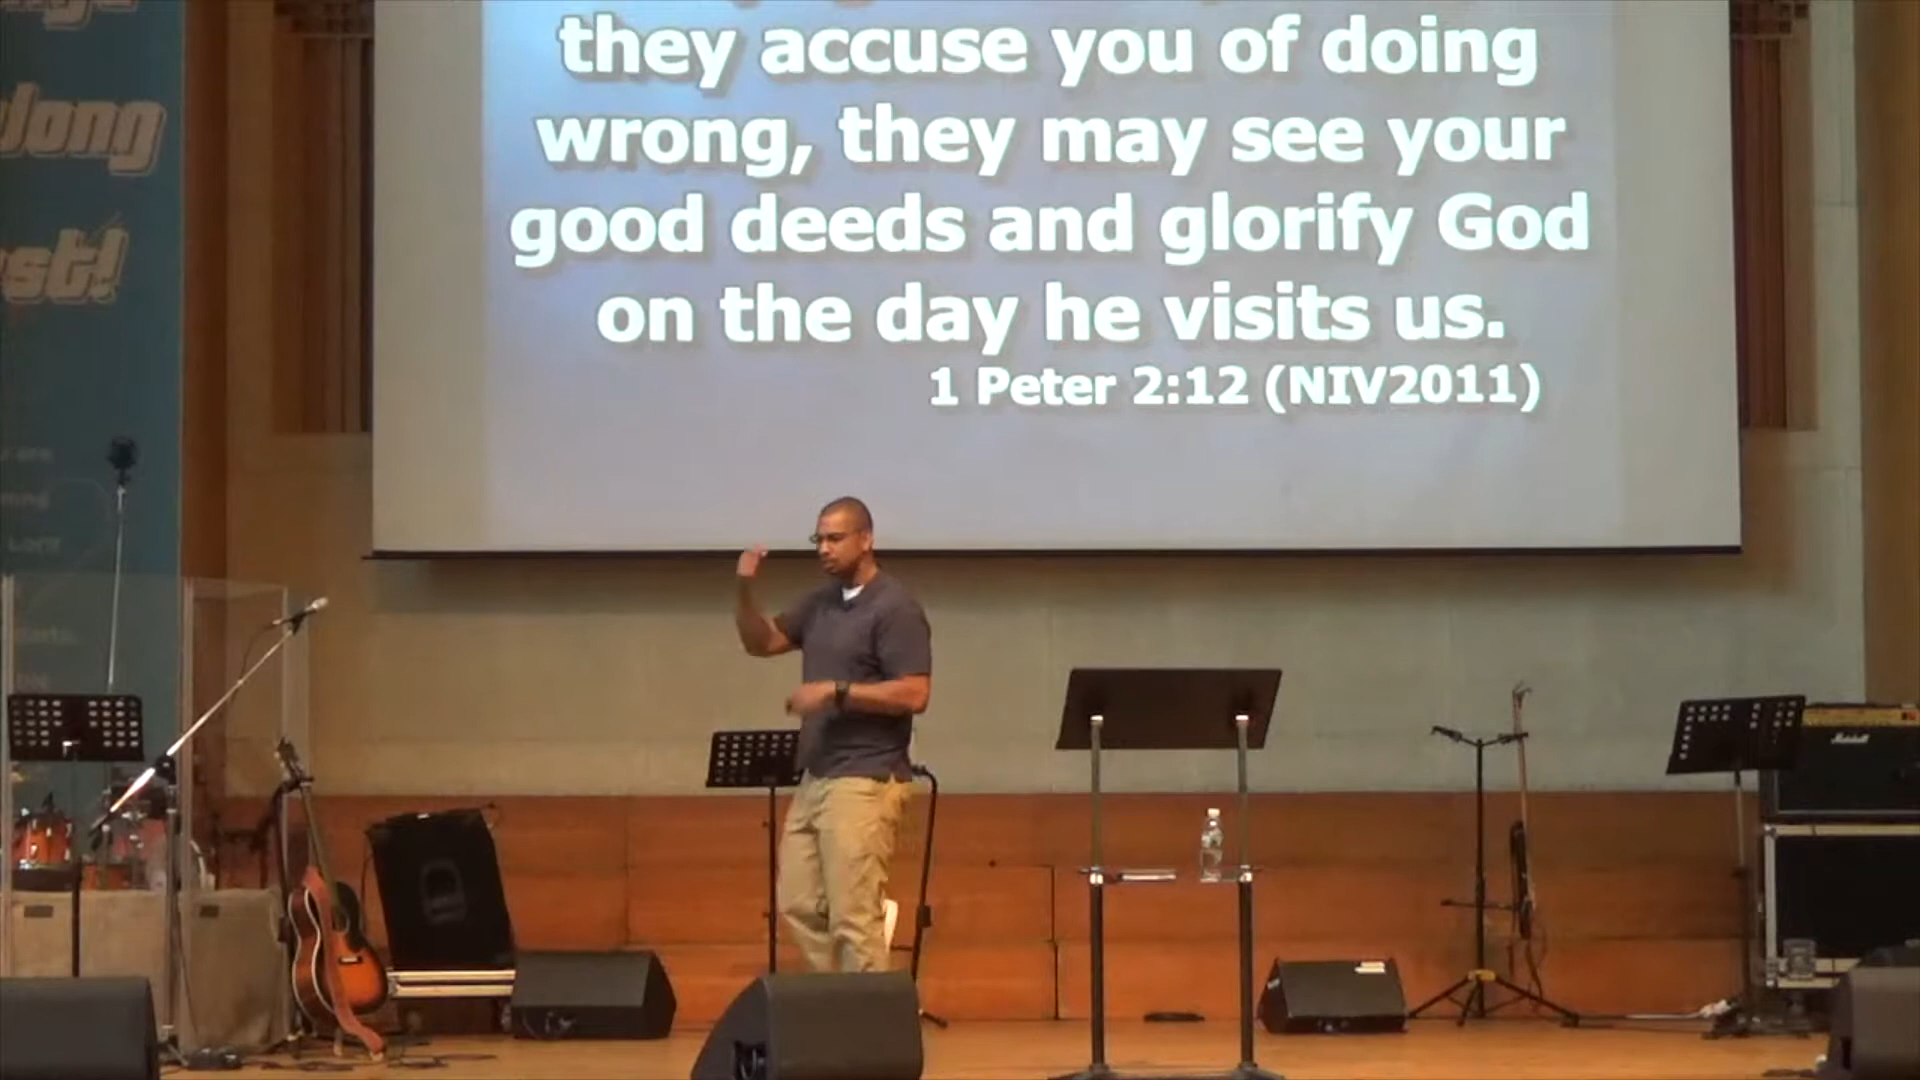 they accuse you of doing
wrong, they may see your
good deeds and glorify God
on the day he visits us.
1 Peter 2:12 (NIV2011)
Marshall